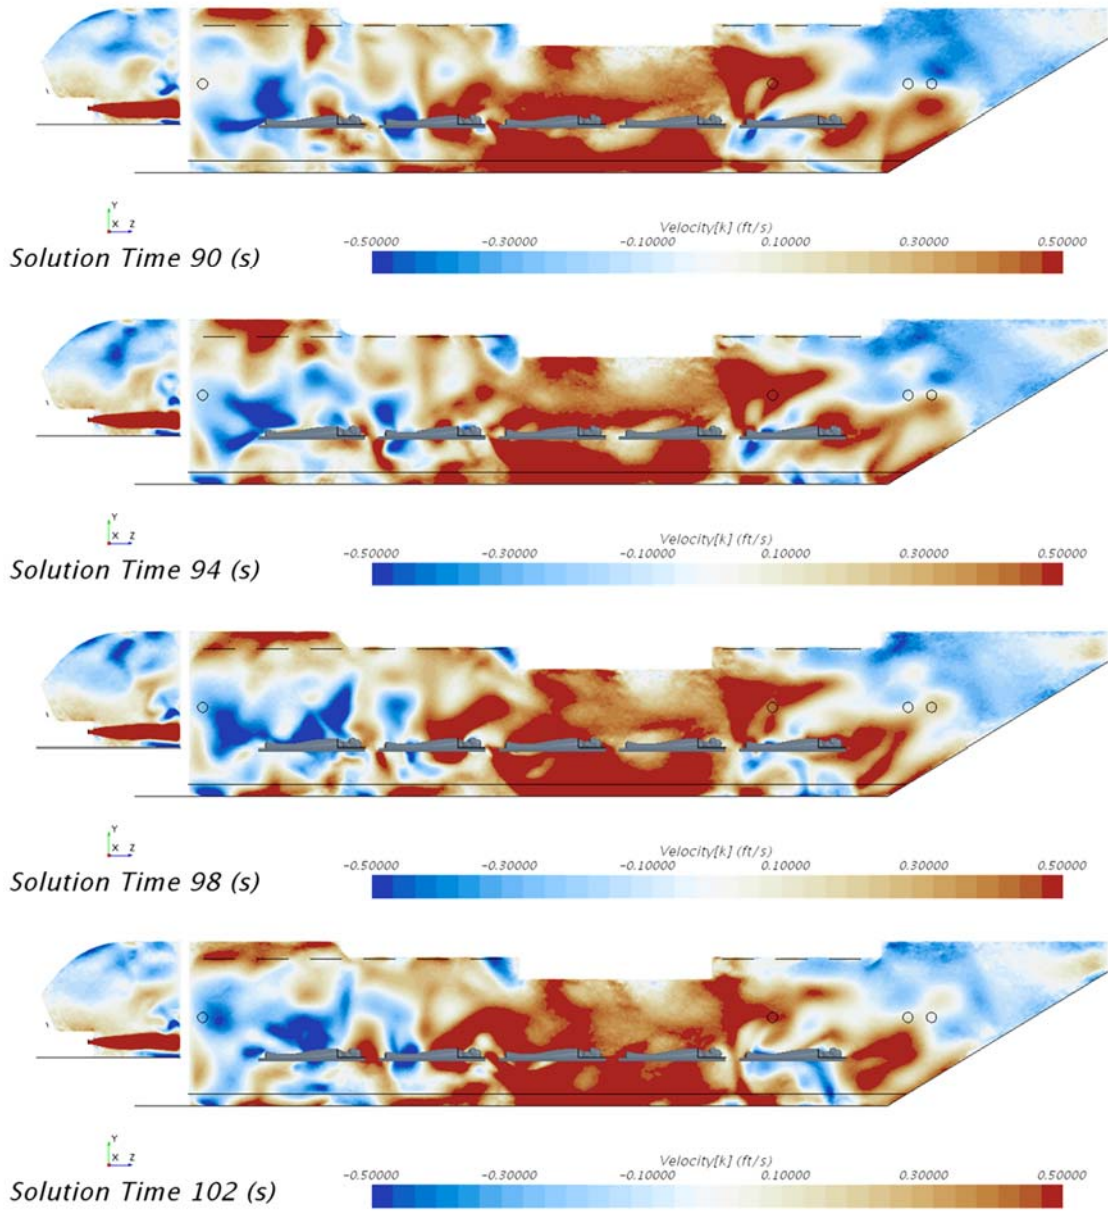 Y
X Z
Velocity[k] (ft/s)
-0.50000 -0.30000 -0.10000 0.10000 0.30000 0.50000
Solution Time 90 (s)
Y
X Z
Velocity[k] (ft/s)
-0.50000 -0.30000 -0.10000 0.10000 0.30000 0.50000
Solution Time 94 (s)
Y
X Z
Velocity[k] (ft/s)
-0.50000 -0.30000 -0.10000 0.10000 0.30000 0.50000
Solution Time 98 (s)
Y
X Z
Velocity[k] (ft/s)
-0.50000 -0.30000 -0.10000 0.10000 0.30000 0.50000
Solution Time 102 (s)